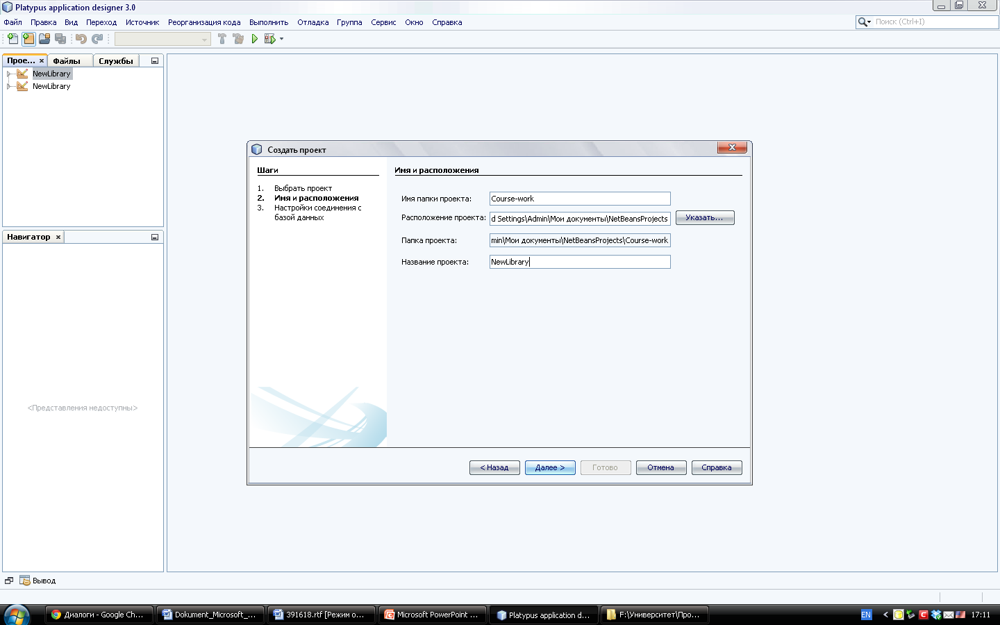 Platypus application designer 3.0
Файл Правка Вид Переход Источник Реорганизация кода Выполнить Отладка Группа Сервис Окно Справка
Поиск (Ctrl+I)
Прое... × Файлы Службы
NewLibrary
NewLibrary
Навигатор ×
<Представления недоступны>
Создать проект
Шаги
1. Выбрать проект
2. Имя и расположения
3. Настройки соединения с
базой данных
Имя и расположения
Имя папки проекта: Course-work
Расположение проекта: d Settings\Admin\Мои документы\NetBeansProjects Указать...
Папка проекта: min\Мои документы\NetBeansProjects\Course-work
Название проекта: NewLibrary
< Назад Далее > Готово Отмена Справка
Вывод
Диалоги - Google Ch... Dokument_Microsoft_... 391618.rtf [Режим о... Microsoft PowerPoint ... Platypus application d... F:\Университет\Про... EN 17:11